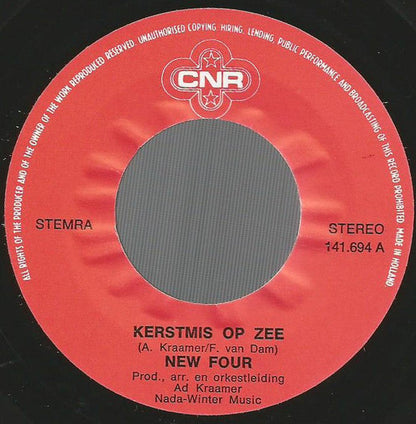 ALL RIGHTS OF THE PRODUCER AND OF THE OWNER OF THE WORK REPRODUCED RESERVED. UNAUTHORISED COPYING, HIRING, LENDING, PUBLIC PERFORMANCE AND BROADCASTING OF THIS RECORD PROHIBITED MADE IN HOLLAND
CNR
STEMRA
STEREO
141.694 A
KERSTMIS OP ZEE
(A. Kraamer/F. van Dam)
NEW FOUR
Prod., arr. en orkestleiding
Ad Kraamer
Nada-Winter Music